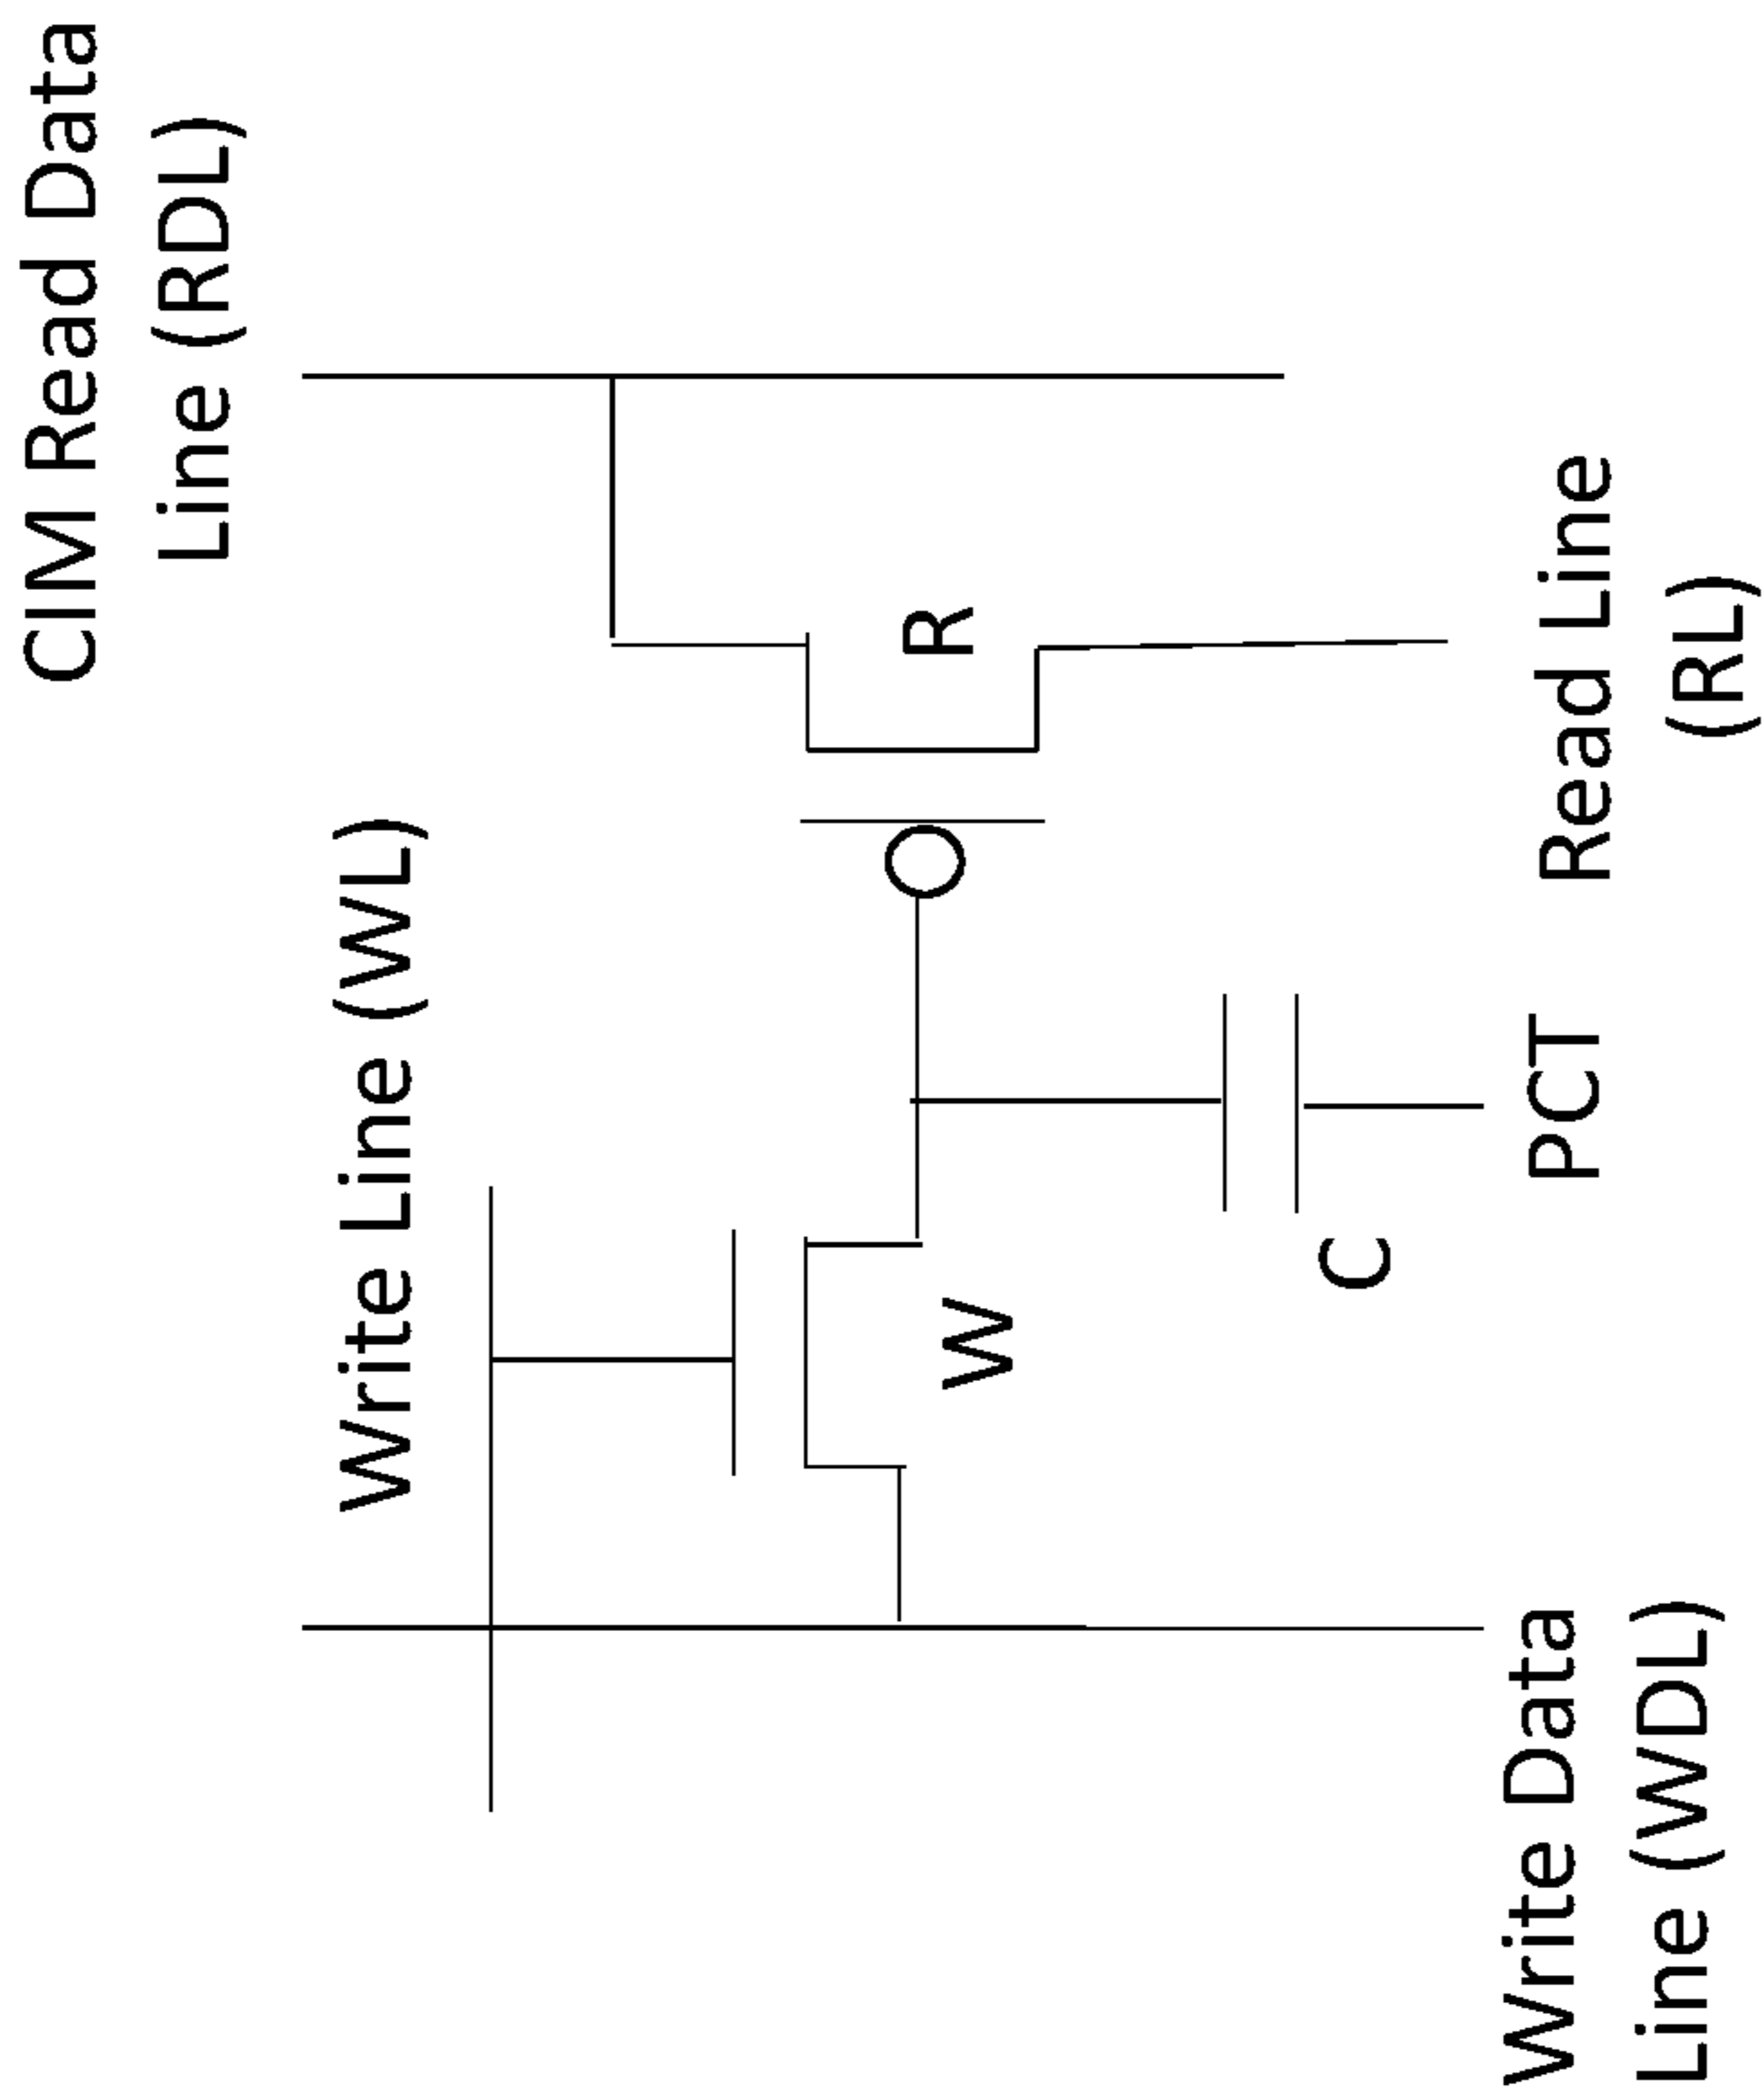 CIM Read Data
Line (RDL)
Write Line (WL)
R
W
C
PCT
Read Line
(RL)
Write Data
Line (WDL)